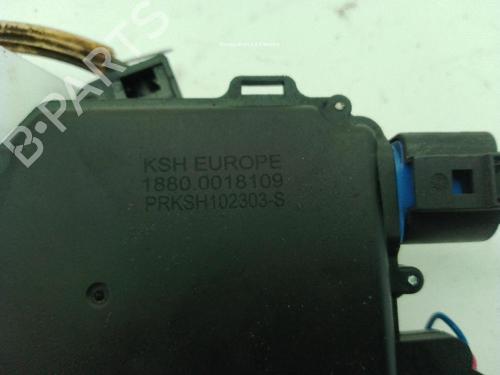 KSH EUROPE
1880.0018109
PRKSH102303-S
B-PARTS